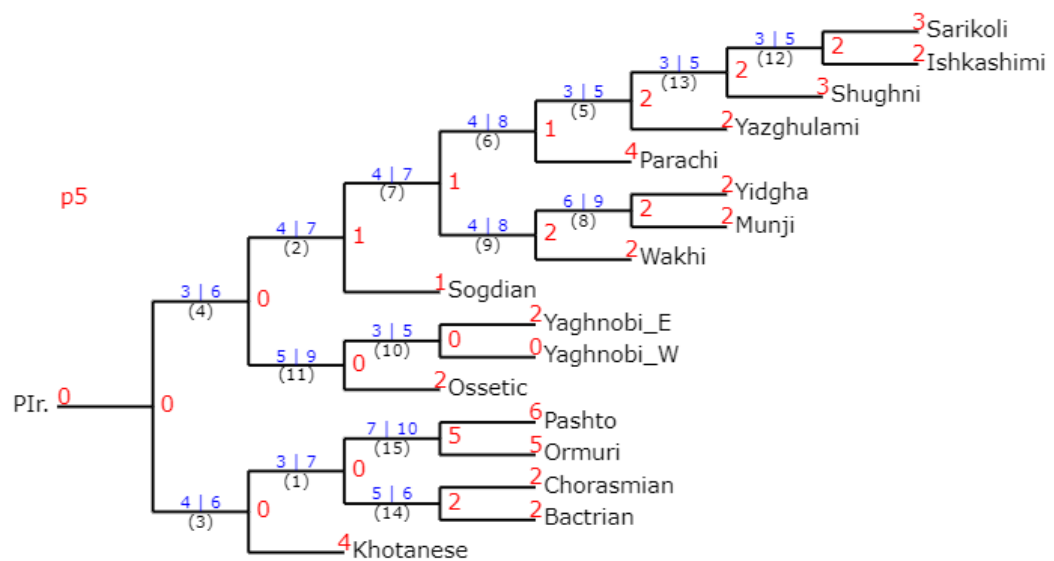 3 Sarikoli
3 | 5
(12)
2
2 Ishkashimi
3 | 5
(13)
2
3 Shughni
3 | 5
(5)
2
2 Yazghulami
4 | 8
(6)
1
4 Parachi
4 | 7
(7)
1
p5
6 | 9
(8)
2
2 Yidgha
2 Munji
4 | 8
(9)
2
2 Wakhi
4 | 7
(2)
1
1 Sogdian
3 | 6
(4)
0
3 | 5
(10)
0
2 Yaghnobi_E
0 Yaghnobi_W
5 | 9
(11)
0
2 Ossetic
PIr. 0
0
7 | 10
(15)
5
6 Pashto
5 Ormuri
3 | 7
(1)
0
5 | 6
(14)
2
2 Chorasmian
2 Bactrian
4 | 6
(3)
0
4 Khotanese